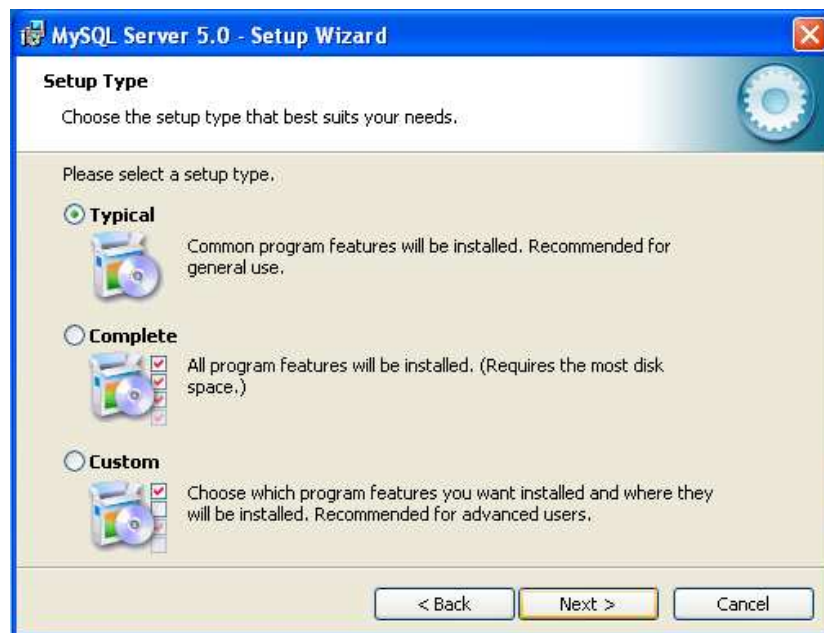 MySQL Server 5.0 - Setup Wizard
Setup Type
Choose the setup type that best suits your needs.
Please select a setup type.
Typical
Common program features will be installed. Recommended for
general use.
Complete
All program features will be installed. (Requires the most disk
space.)
Custom
Choose which program features you want installed and where they
will be installed. Recommended for advanced users.
< Back
Next >
Cancel